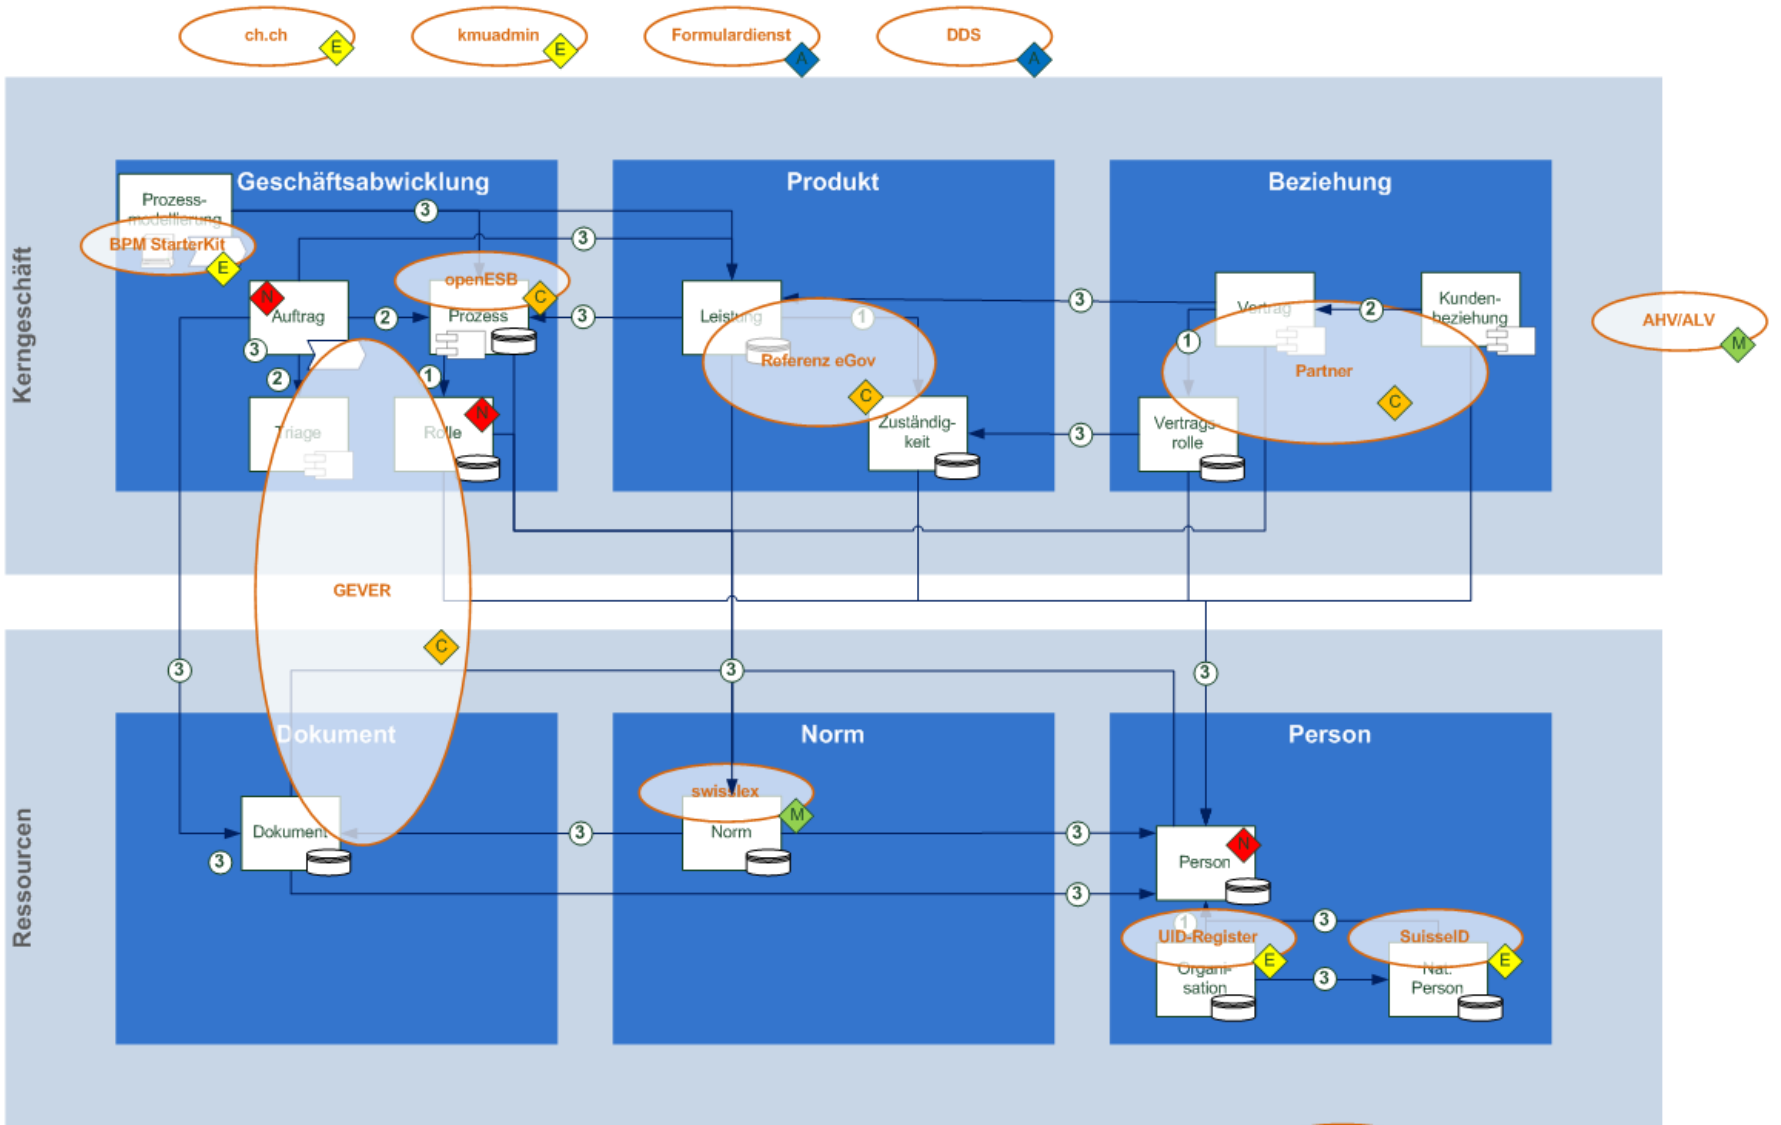 ch.ch
E
kmuadmin
E
Formulardienst
A
DDS
A
Kerngeschäft
Geschäftsabwicklung
Produkt
Beziehung
Prozess-
modellierung
BPM StarterKit
E
3
3
openESB
C
N
Auftrag
2
Prozess
3
Leistung
1
Referenz eGov
C
3
Vertrag
2
Kunden-
beziehung
1
Partner
C
AHV/ALV
M
3
2
1
Triage
Rolle
N
Zuständig-
keit
3
Vertrags-
rolle
GEVER
C
3
3
3
Ressourcen
Dokument
Norm
Person
swisslex
M
Dokument
3
3
Norm
3
Person
N
3
1
UID-Register
E
3
SuisseID
E
Organi-
sation
3
Nat.
Person